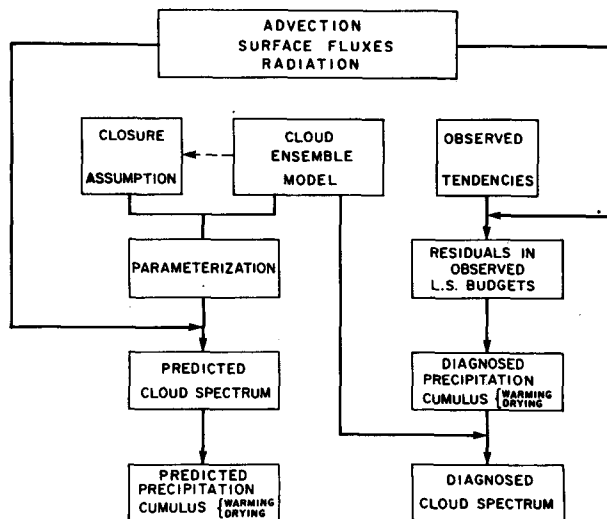 ADVECTION
SURFACE FLUXES
RADIATION
CLOSURE
ASSUMPTION
CLOUD
ENSEMBLE
MODEL
OBSERVED
TENDENCIES
PARAMETERIZATION
RESIDUALS IN
OBSERVED
L.S. BUDGETS
PREDICTED
CLOUD SPECTRUM
DIAGNOSED
PRECIPITATION
CUMULUS { WARMING
DRYING
PREDICTED
PRECIPITATION
CUMULUS { WARMING
DRYING
DIAGNOSED
CLOUD SPECTRUM